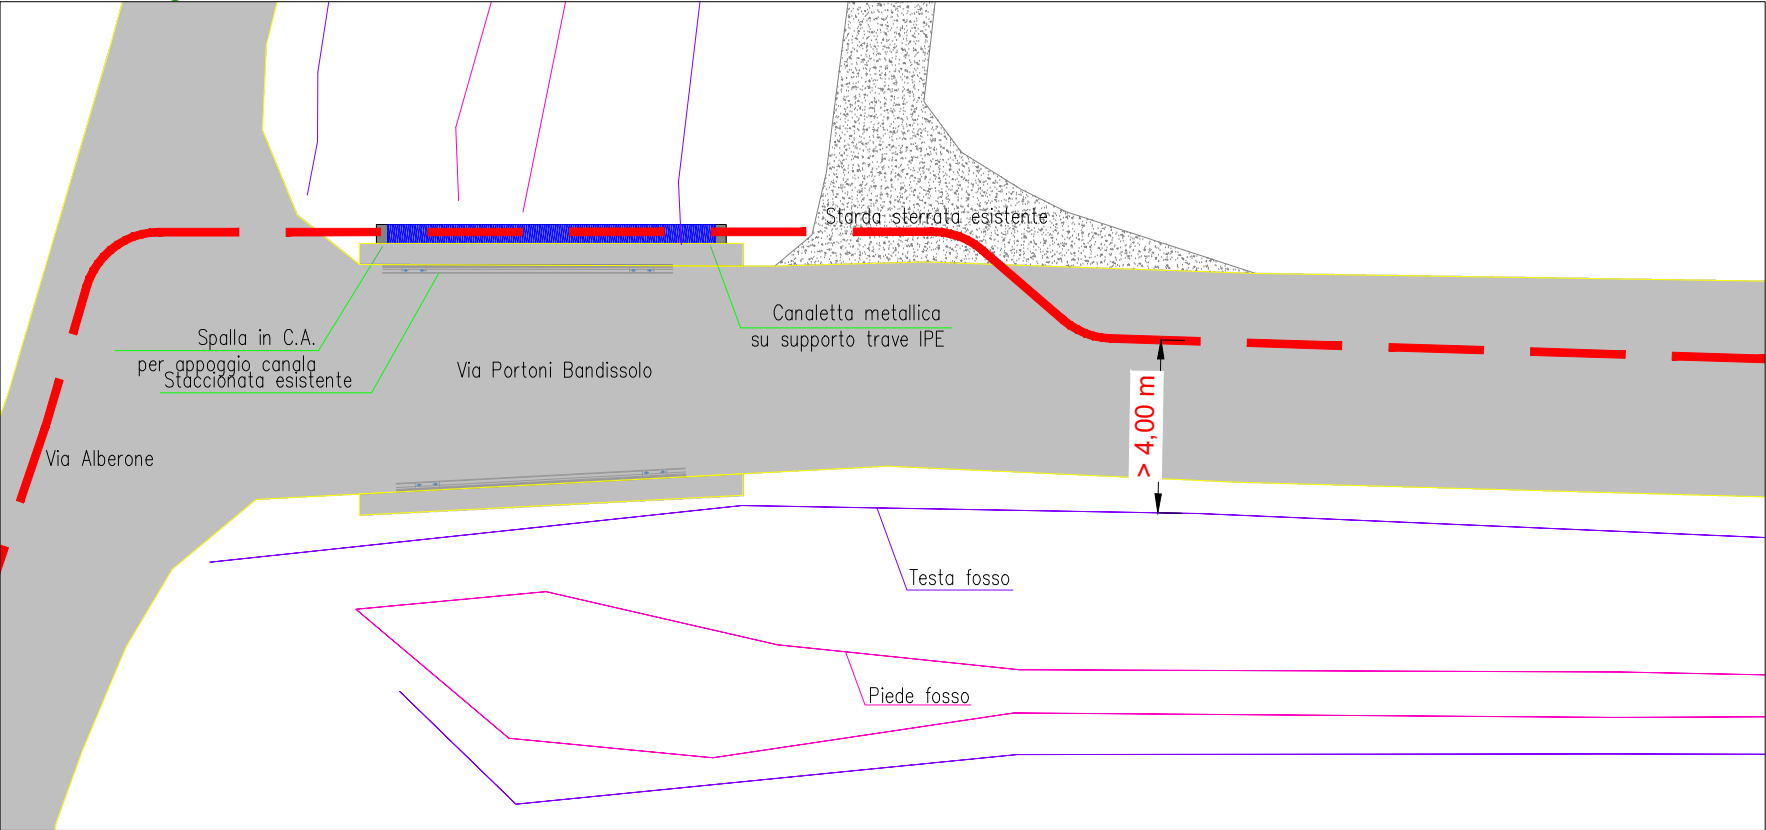 Starda sterrata esistente
Canaletta metallica
su supporto trave IPE
Spalla in C.A.
per appoggio canala
Staccionata esistente
Via Portoni Bandissolo
Via Alberone
> 4,00 m
Testa fosso
Piede fosso